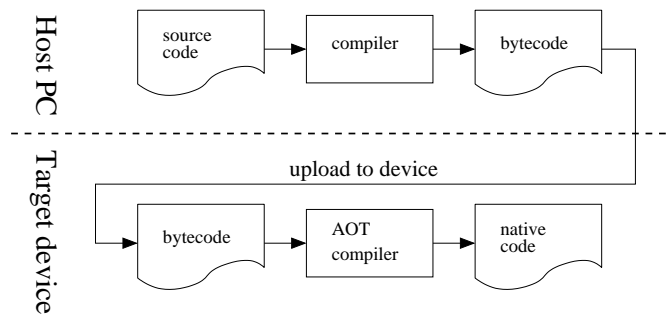 Host PC
source
code
compiler
bytecode
upload to device
Target device
bytecode
AOT
compiler
native
code